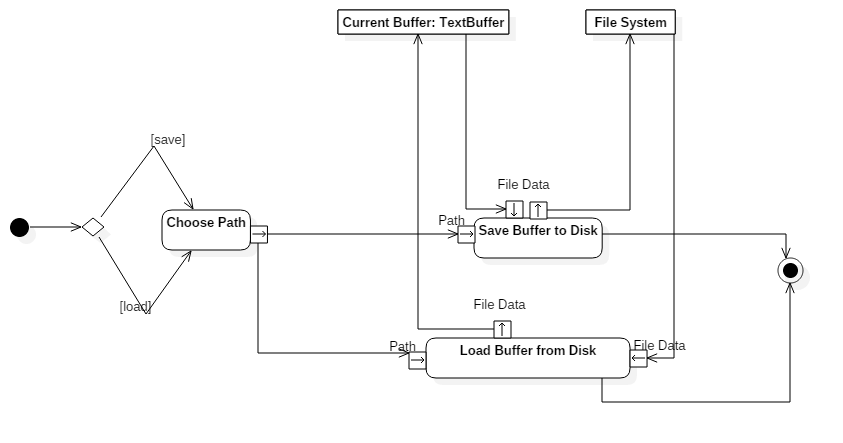 Current Buffer: TextBuffer
File System
[save]
File Data
Choose Path
Path
Save Buffer to Disk
[load]
File Data
Path
Load Buffer from Disk
File Data